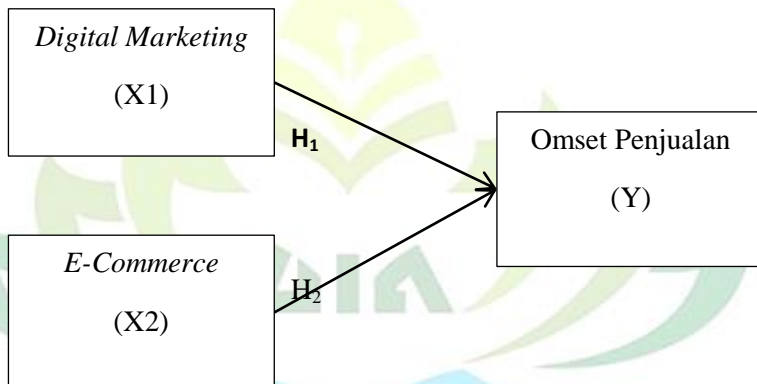 Digital Marketing
(X1)
H₁
Omset Penjualan
(Y)
E-Commerce
(X2)
H₂